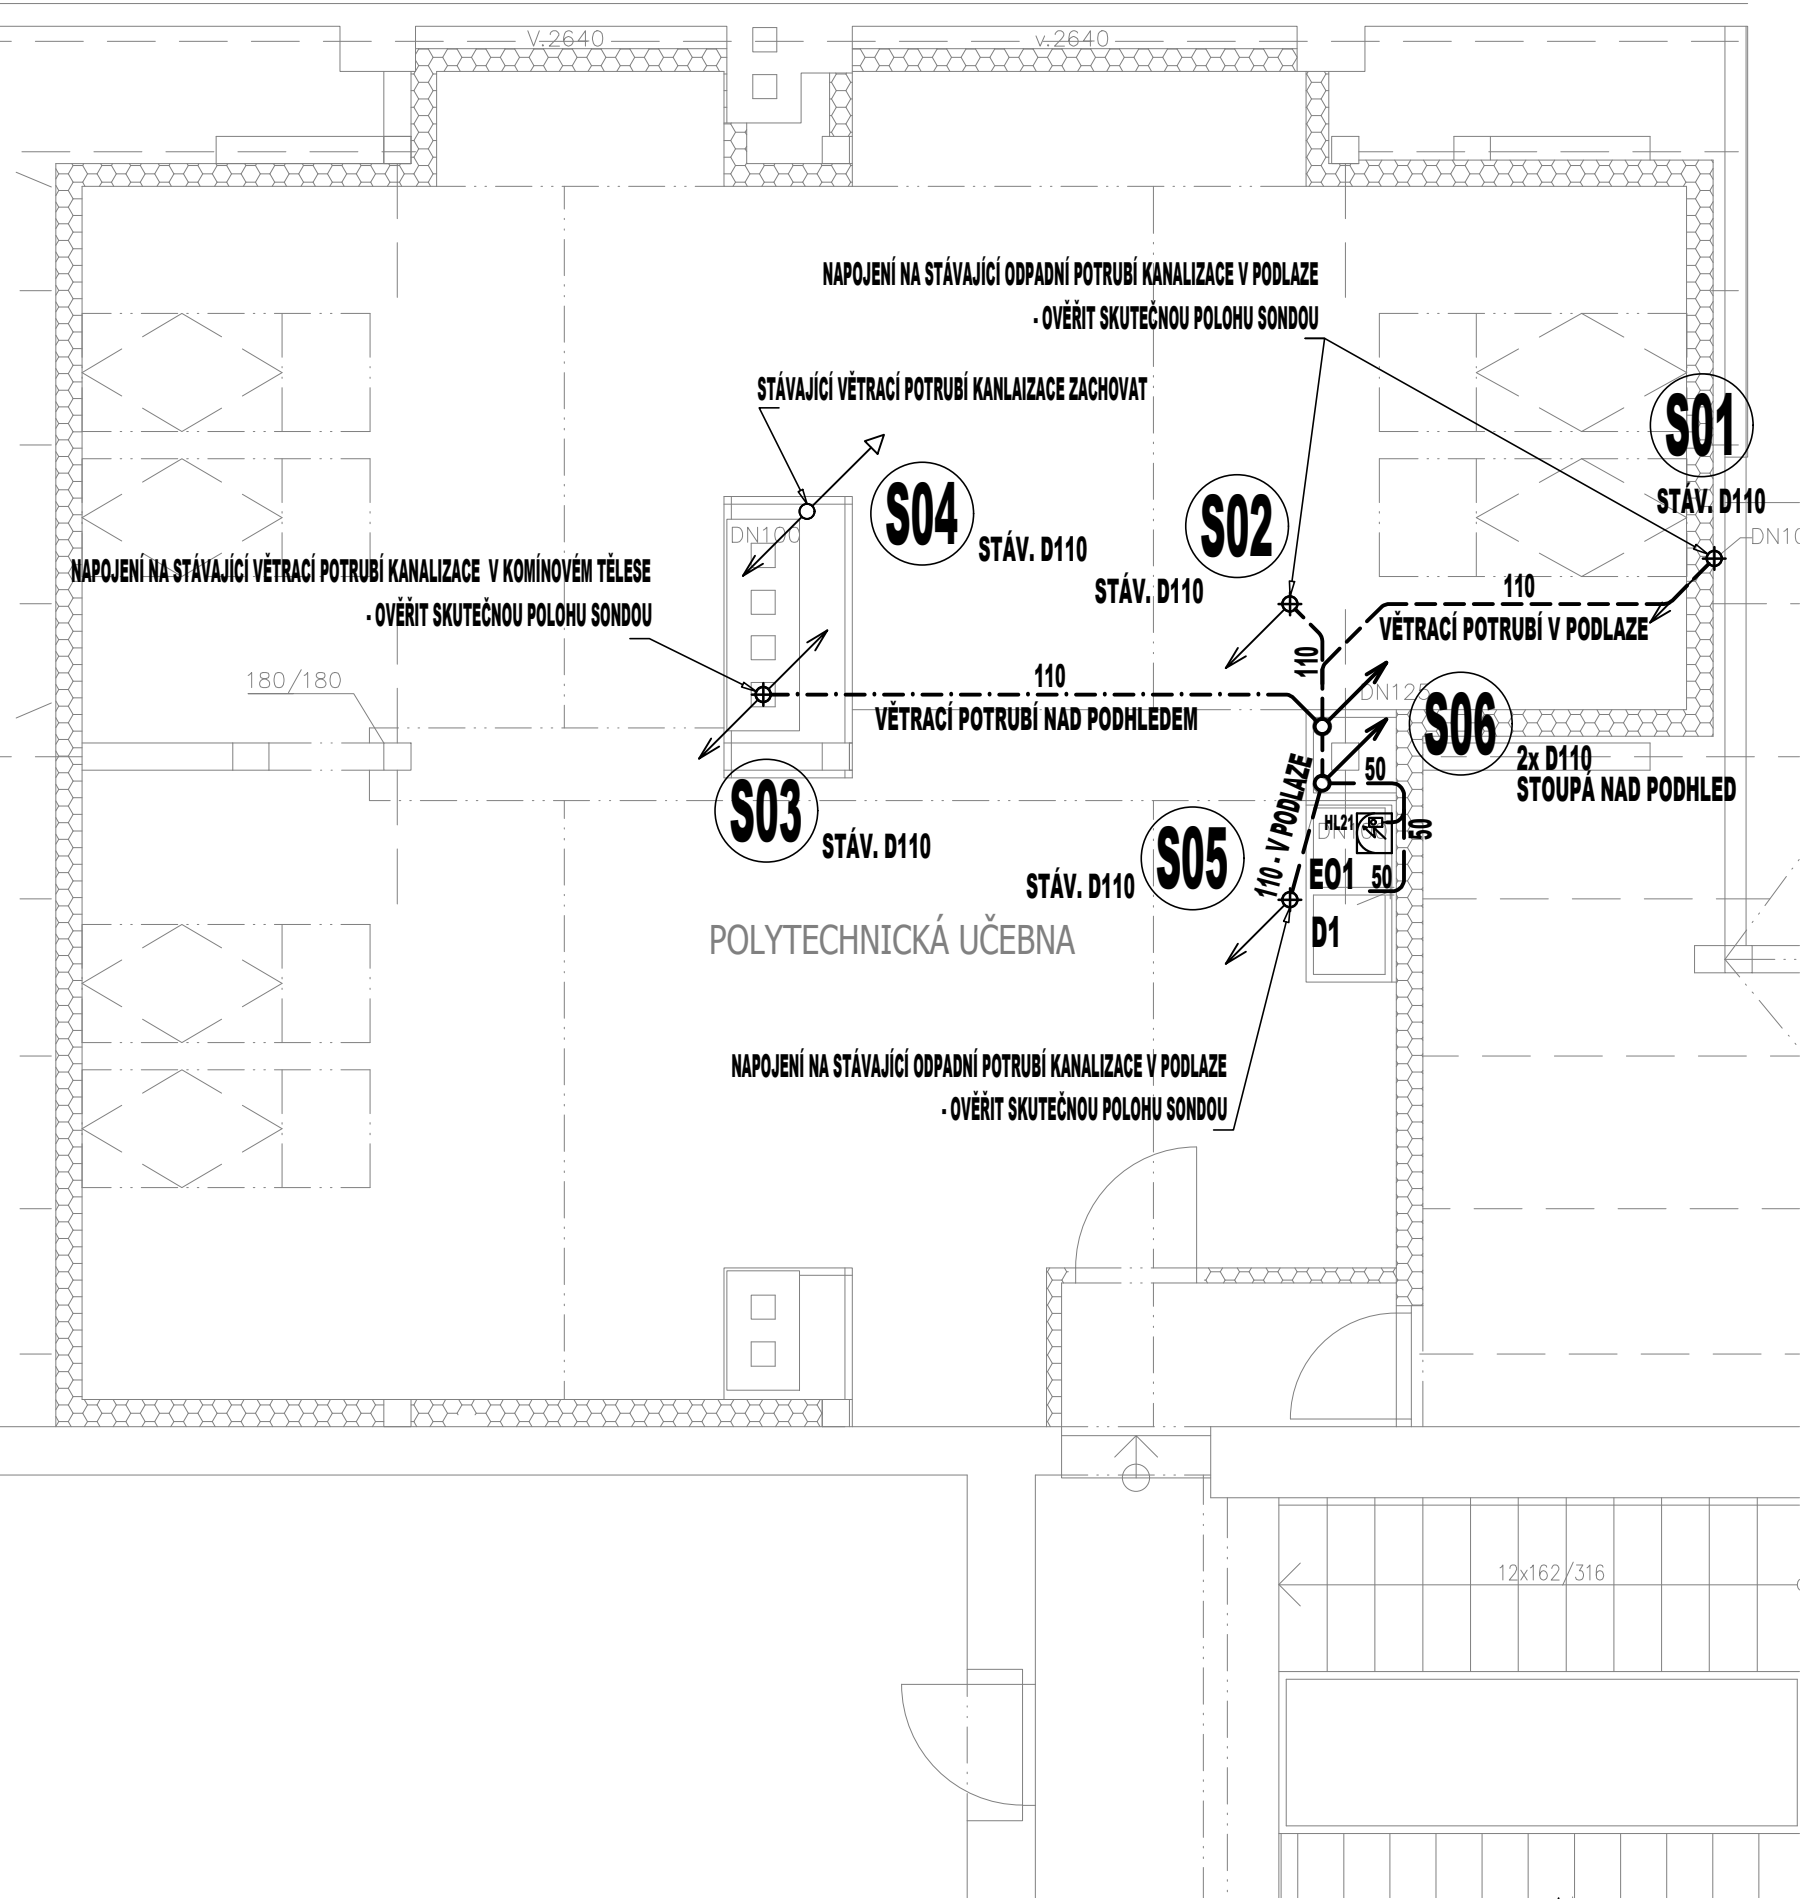 V.2640
v.2640
NAPOJENÍ NA STÁVAJÍCÍ ODPADNÍ POTRUBÍ KANALIZACE V PODLAZE
- OVĚŘIT SKUTEČNOU POLOHU SONDOU
STÁVAJÍCÍ VĚTRACÍ POTRUBÍ KANLAIZACE ZACHOVAT
S01
STÁV. D110
S04
STÁV. D110
S02
STÁV. D110
DN100
DN10
NAPOJENÍ NA STÁVAJÍCÍ VĚTRACÍ POTRUBÍ KANALIZACE V KOMÍNOVÉM TĚLESE
- OVĚŘIT SKUTEČNOU POLOHU SONDOU
110
VĚTRACÍ POTRUBÍ V PODLAZE
110
180/180
110
VĚTRACÍ POTRUBÍ NAD PODHLEDEM
DN125
S06
2x D110
STOUPÁ NAD PODHLED
S03
STÁV. D110
50
110 - V PODLAZE
HL21
50
S05
STÁV. D110
EO1
50
D1
POLYTECHNICKÁ UČEBNA
NAPOJENÍ NA STÁVAJÍCÍ ODPADNÍ POTRUBÍ KANALIZACE V PODLAZE
- OVĚŘIT SKUTEČNOU POLOHU SONDOU
12x162/316